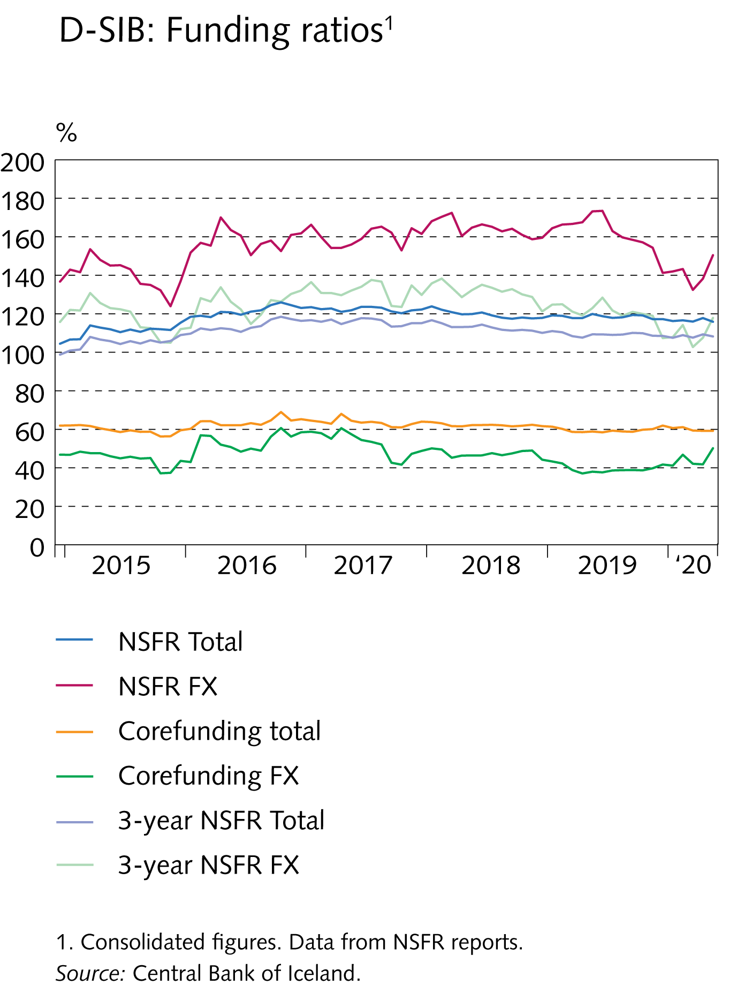 D-SIB: Funding ratios¹
%
200
180
160
140
120
100
80
60
40
20
0
2015 2016 2017 2018 2019 ‘20
NSFR Total
NSFR FX
Corefunding total
Corefunding FX
3-year NSFR Total
3-year NSFR FX
1. Consolidated figures. Data from NSFR reports.
Source: Central Bank of Iceland.